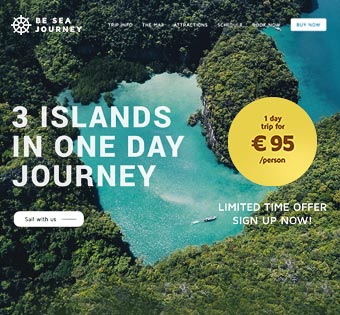 BE SEA
JOURNEY
TRIP INFO THE MAP ATTRACTIONS SCHEDULE BOOK NOW BUY NOW
3 ISLANDS
IN ONE DAY
JOURNEY
1 day
trip for
€ 95
/person
LIMITED TIME OFFER
SIGN UP NOW!
Sail with us